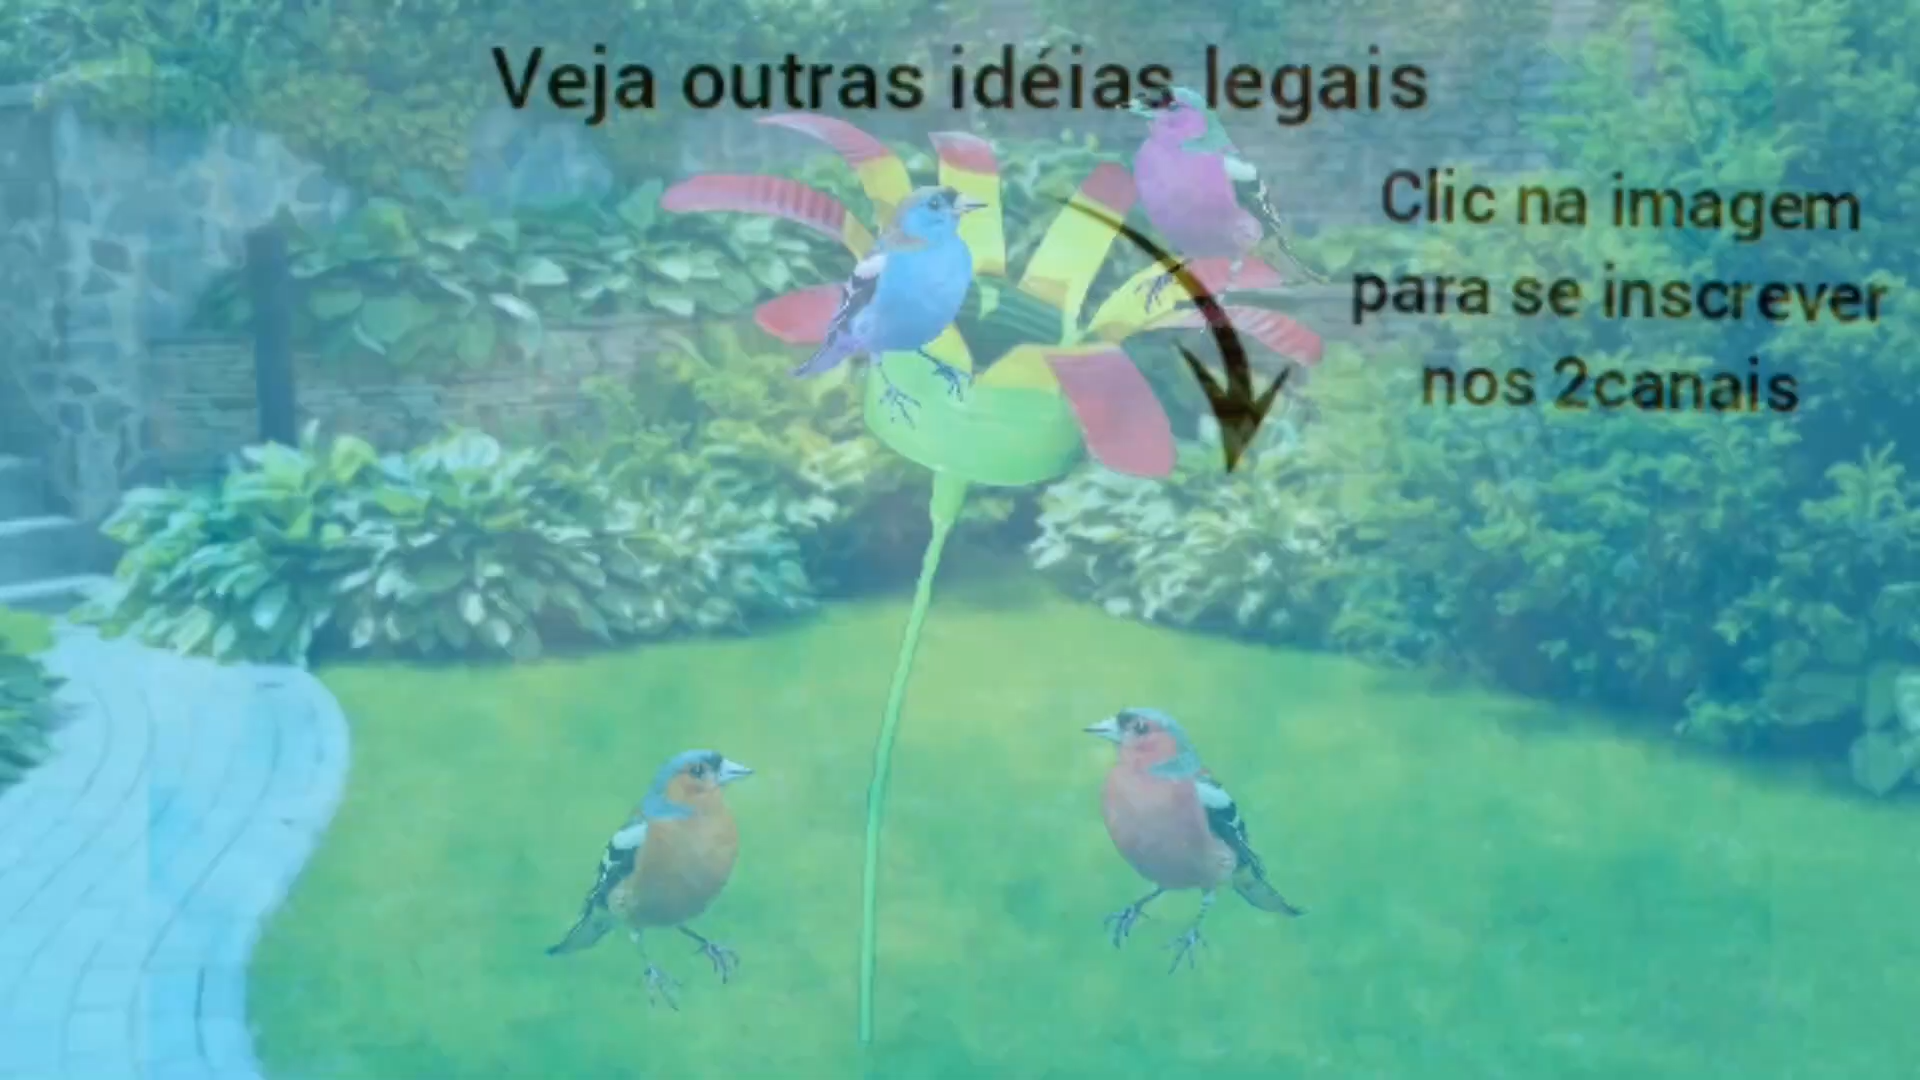 Veja outras idéias legais
Clic na imagem
para se inscrever
nos 2canais